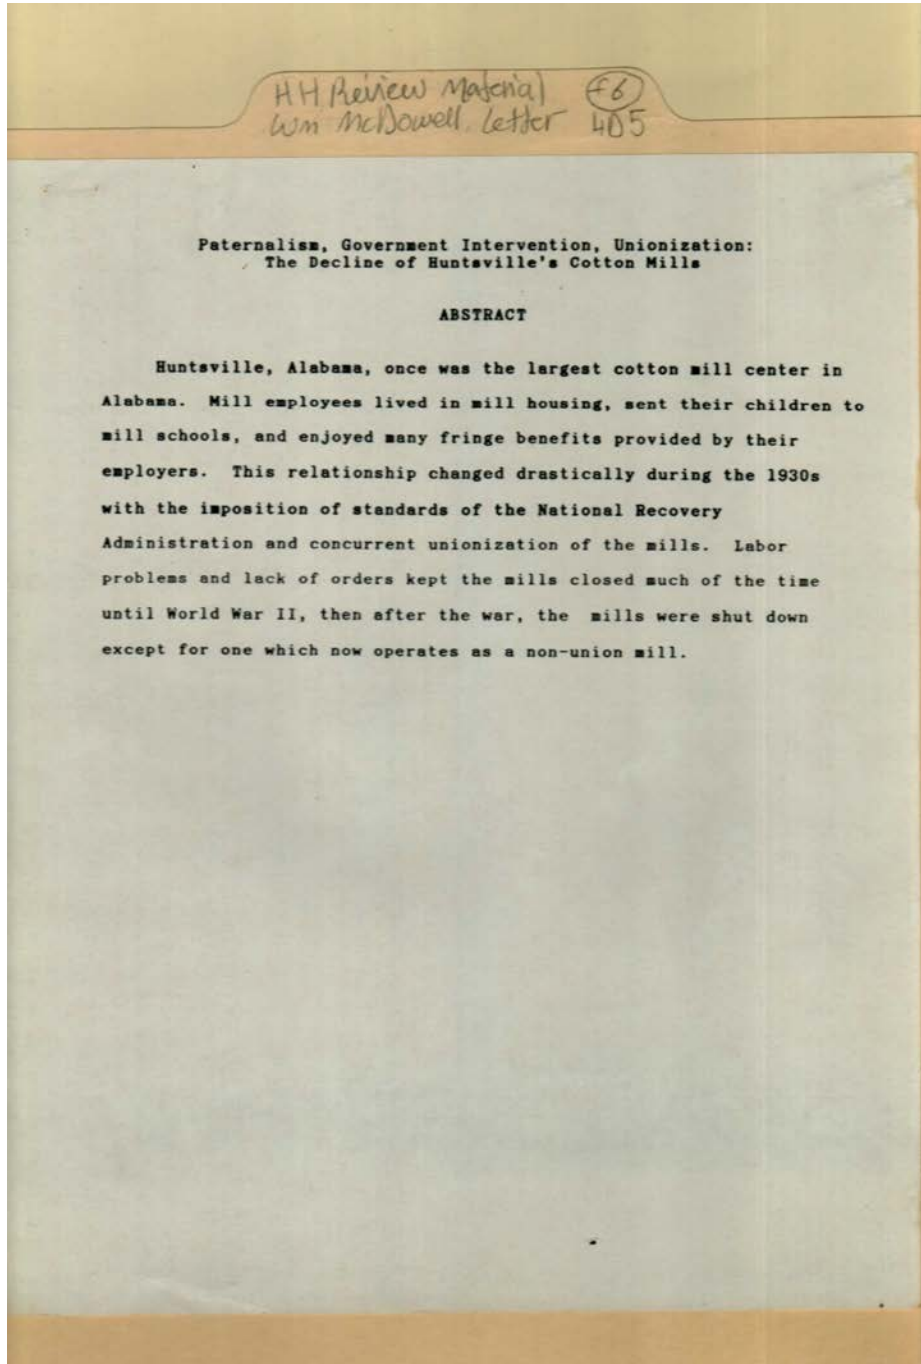 HH Review Material F6
Wm McDowell Letter 4D5
Paternalism, Government Intervention, Unionization:
The Decline of Huntsville's Cotton Mills
ABSTRACT
Huntsville, Alabama, once was the largest cotton mill center in
Alabama. Mill employees lived in mill housing, sent their children to
mill schools, and enjoyed many fringe benefits provided by their
employers. This relationship changed drastically during the 1930s
with the imposition of standards of the National Recovery
Administration and concurrent unionization of the mills. Labor
problems and lack of orders kept the mills closed much of the time
until World War II, then after the war, the mills were shut down
except for one which now operates as a non-union mill.